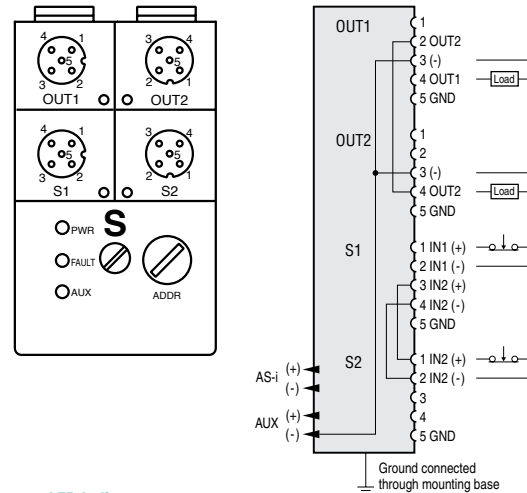 4 1
5
3 2
OUT1
3 4
5
2 1
OUT2
4 1
5
3 2
S1
3 4
5
2 1
S2
PWR
S
FAULT
AUX
ADDR
OUT1
1
2 OUT2
3 (-)
4 OUT1
Load
5 GND
OUT2
1
2
3 (-)
4 OUT2
Load
5 GND
S1
1 IN1 (+)
2 IN1 (-)
3 IN2 (+)
4 IN2 (-)
5 GND
S2
1 IN2 (+)
2 IN2 (-)
3
4
5 GND
AS-i (+)
(-)
AUX (+)
(-)
Ground connected
through mounting base